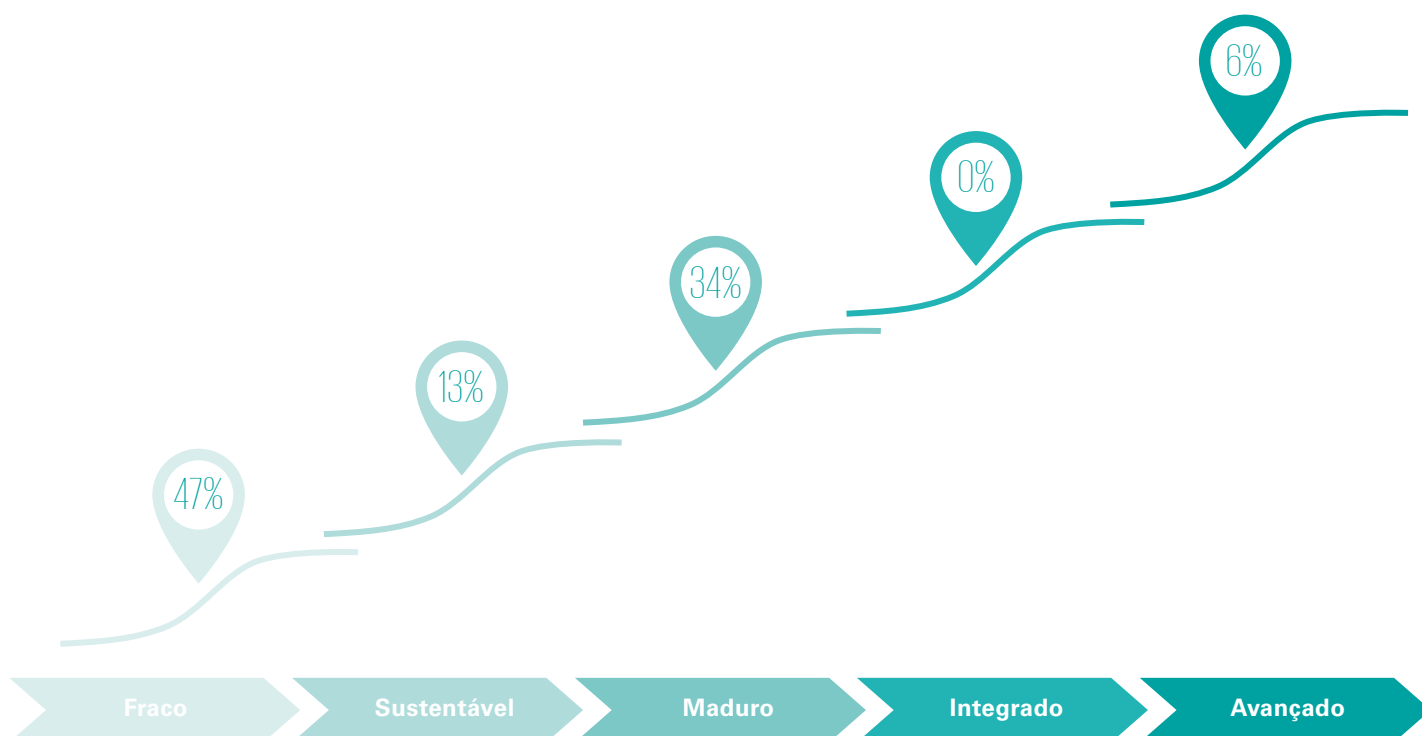 6%
0%
34%
13%
47%
Fraco
Sustentável
Maduro
Integrado
Avançado